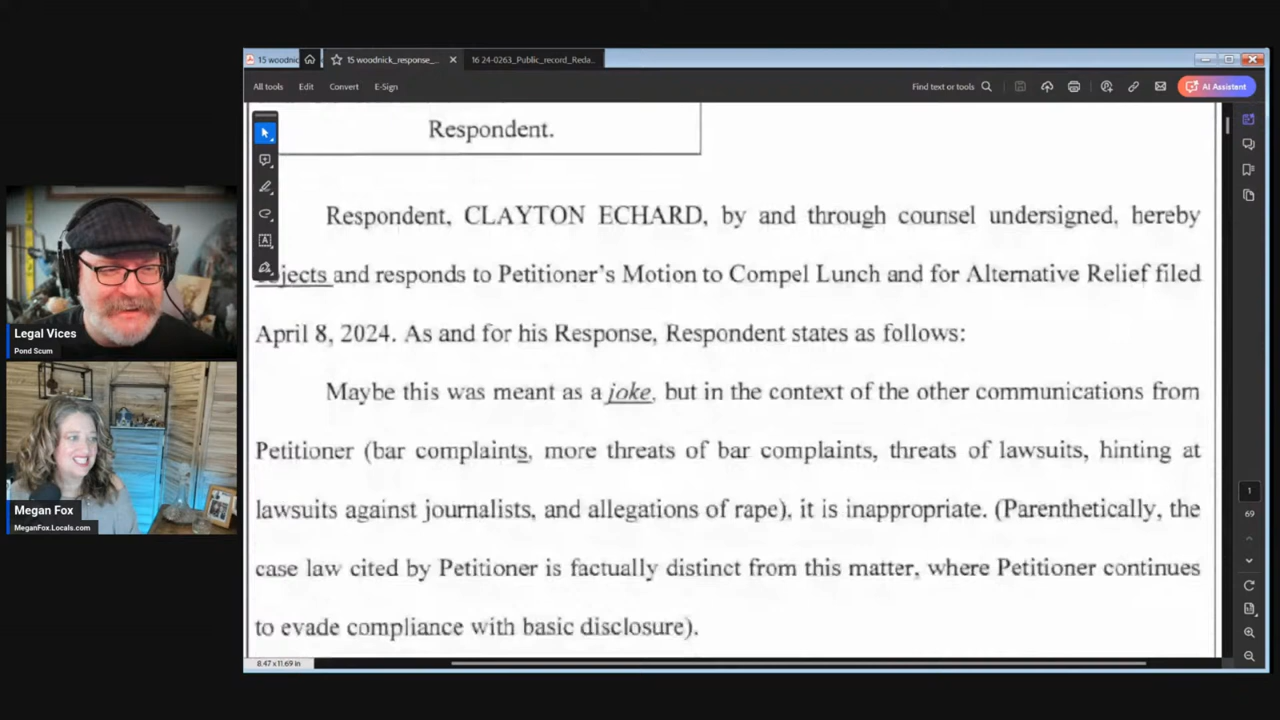 15 woodnick
15 woodnick_response_...
16 24-0263_Public_record_Reda...
All tools
Edit
Convert
E-Sign
Find text or tools
AI Assistant
Respondent.
Respondent, CLAYTON ECHARD, by and through counsel undersigned, hereby
and responds to Petitioner's Motion to Compel Lunch and for Alternative Relief filed
April 8, 2024. As and for his Response, Respondent states as follows:
Maybe this was meant as a joke, but in the context of the other communications from
Petitioner (bar complaints, more threats of bar complaints, threats of lawsuits, hinting at
lawsuits against journalists, and allegations of rape), it is inappropriate. (Parenthetically, the
case law cited by Petitioner is factually distinct from this matter, where Petitioner continues
to evade compliance with basic disclosure).
Legal Vices
Pond Scum
Megan Fox
MeganFox.Locals.com
1
69
8.47 x 11.69 in